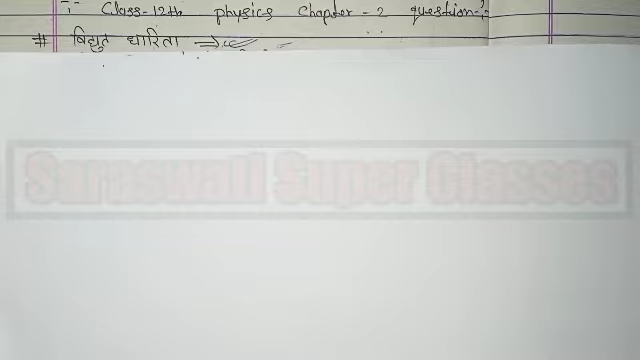 :- Class-12th physics Chapter - 2 question:-
# विद्युत धारिता ⇒
Saraswati Super Classes